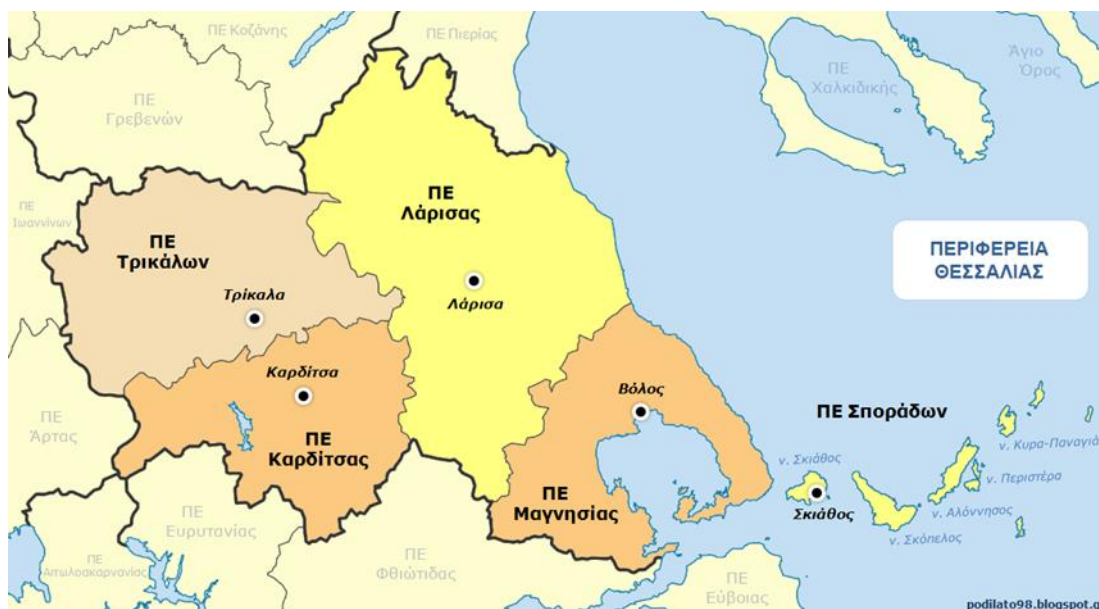 ΠΕ Κοζάνης
ΠΕ Πιερίας
ΠΕ
Χαλκιδικής
Άγιο
Όρος
ΠΕ
Γρεβενών
ΠΕ
Ιωαννίνων
ΠΕ
Λάρισας
ΠΕ
Τρικάλων
ΠΕΡΙΦΕΡΕΙΑ
ΘΕΣΣΑΛΙΑΣ
Τρίκαλα
Λάρισα
Καρδίτσα
Βόλος
ΠΕ Σποράδων
ΠΕ
Άρτας
ΠΕ
Καρδίτσας
ν. Κυρα-Παναγιά
ν. Σκιάθος
ν. Περιστέρα
ΠΕ
Μαγνησίας
Σκιάθος
ν. Αλόννησος
ν. Σκόπελος
ΠΕ
Ευρυτανίας
ΠΕ
Αιτωλοακαρνανίας
ΠΕ
Φθιώτιδας
ΠΕ
Εύβοιας
podilato98.blogspot.g